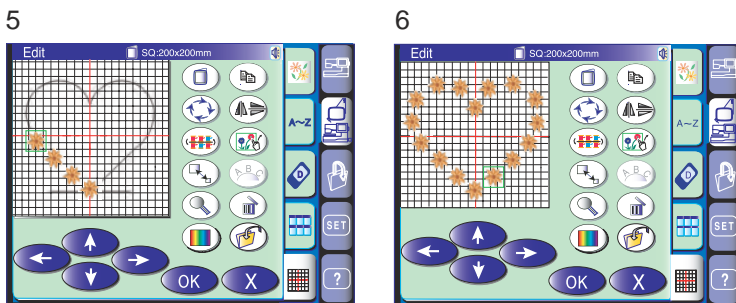 5
Edit SQ:200x200mm
A~Z
D
SET
OK X ?
6
Edit SQ:200x200mm
A~Z
A B C
D
SET
OK X ?